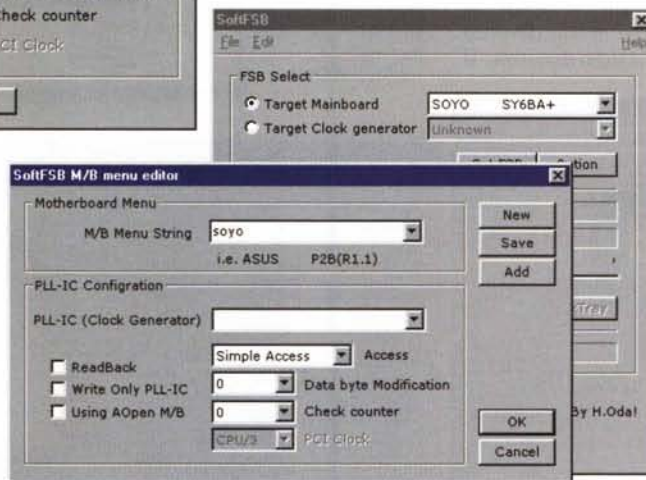 heck counter
CI Clock
SoftFSB
File Edit Help
FSB Select
Target Mainboard SOYO SY6BA+
Target Clock generator Unknown
SoftFSB M/B menu editor
Motherboard Menu
M/B Menu String soyo
i.e. ASUS P2B(R1.1)
New
Save
Add
PLL-IC Configration
PLL-IC (Clock Generator)
Tray
ReadBack
Simple Access Access
Write Only PLL-IC
0 Data byte Modification
Using AOpen M/B
0 Check counter
CPU/3 PCI Clock
OK
Cancel
By H.Oda!